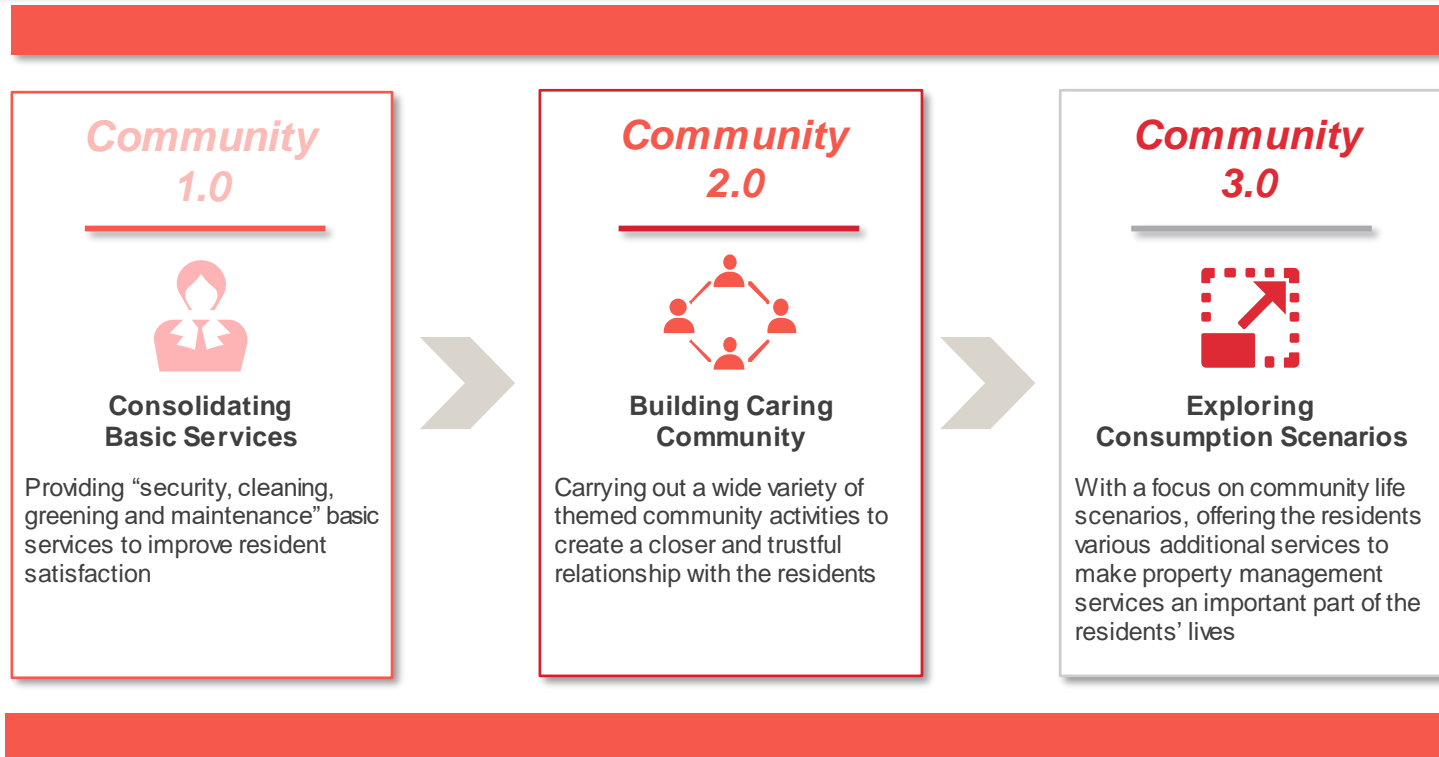 Community
1.0
Consolidating
Basic Services
Providing “security, cleaning,
greening and maintenance” basic
services to improve resident
satisfaction
Community
2.0
Building Caring
Community
Carrying out a wide variety of
themed community activities to
create a closer and trustful
relationship with the residents
Community
3.0
Exploring
Consumption Scenarios
With a focus on community life
scenarios, offering the residents
various additional services to
make property management
services an important part of the
residents’ lives